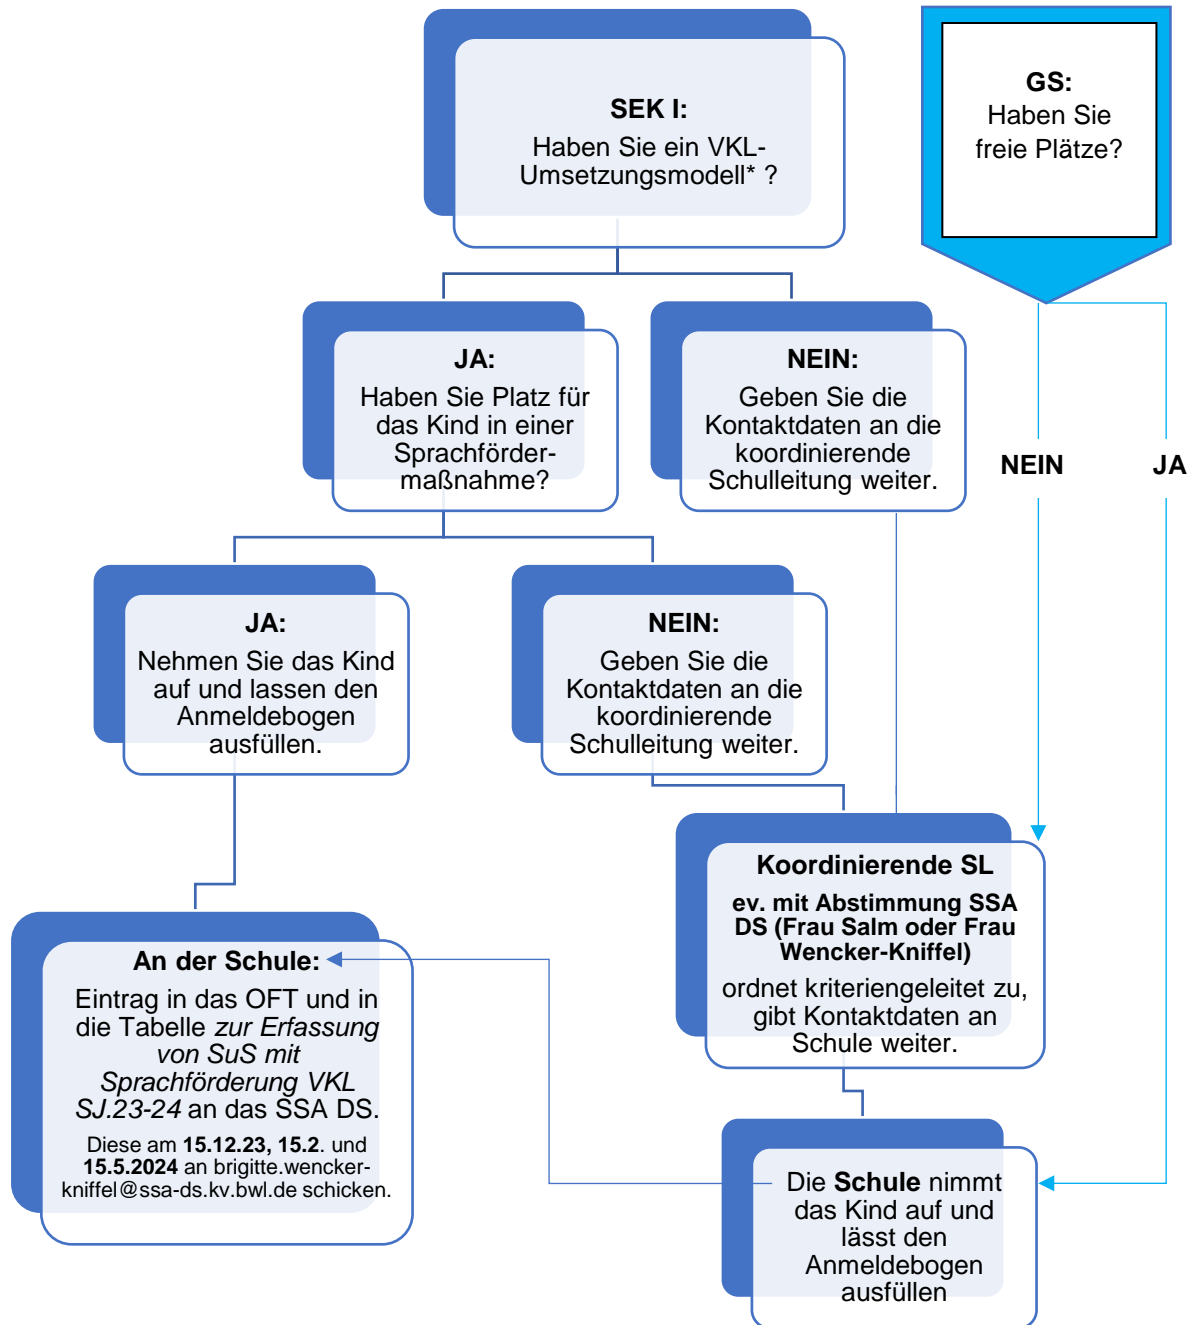 SEK I:
Haben Sie ein VKL-
Umsetzungsmodell* ?
GS:
Haben Sie
freie Plätze?
JA:
Haben Sie Platz für
das Kind in einer
Sprachförder-
maßnahme?
NEIN:
Geben Sie die
Kontaktdaten an die
koordinierende
Schulleitung weiter.
NEIN
JA
JA:
Nehmen Sie das Kind
auf und lassen den
Anmeldebogen
ausfüllen.
NEIN:
Geben Sie die
Kontaktdaten an die
koordinierende
Schulleitung weiter.
Koordinierende SL
ev. mit Abstimmung SSA
DS (Frau Salm oder Frau
Wencker-Kniffel)
ordnet kriteriengeleitet zu,
gibt Kontaktdaten an
Schule weiter.
An der Schule:
Eintrag in das OFT und in
die Tabelle zur Erfassung
von SuS mit
Sprachförderung VKL
SJ.23-24 an das SSA DS.
Diese am 15.12.23, 15.2. und
15.5.2024 an brigitte.wencker-
kniffel@ssa-ds.kv.bwl.de schicken.
Die Schule nimmt
das Kind auf und
lässt den
Anmeldebogen
ausfüllen